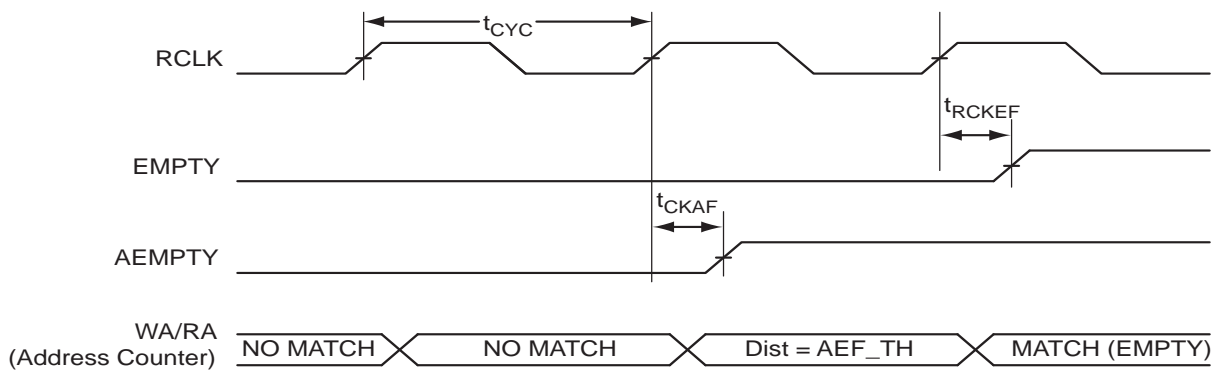 tCYC
RCLK
tRCKEF
EMPTY
tCKAF
AEMPTY
WA/RA
(Address Counter)
NO MATCH
NO MATCH
Dist = AEF_TH
MATCH (EMPTY)